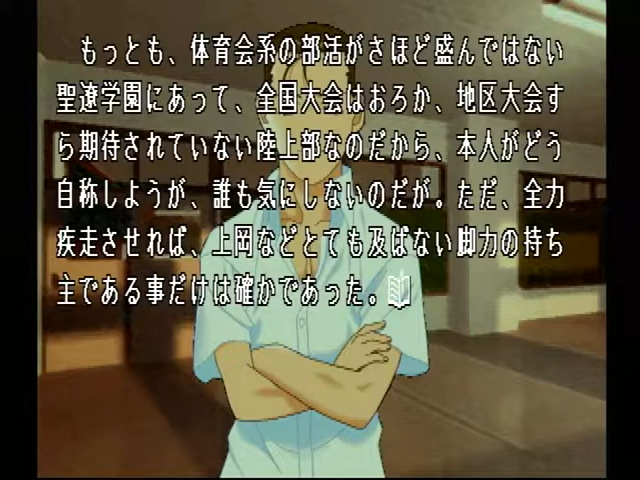 もっとも、体育会系の部活がさほど盛んではない
聖遼学園にあって、全国大会はおろか、地区大会す
ら期待されていない陸上部なのだから、本人がどう
自称しようが、誰も気にしないのだが。ただ、全力
疾走させれば、上岡などとても及ばない脚力の持ち
主である事だけは確かであった。